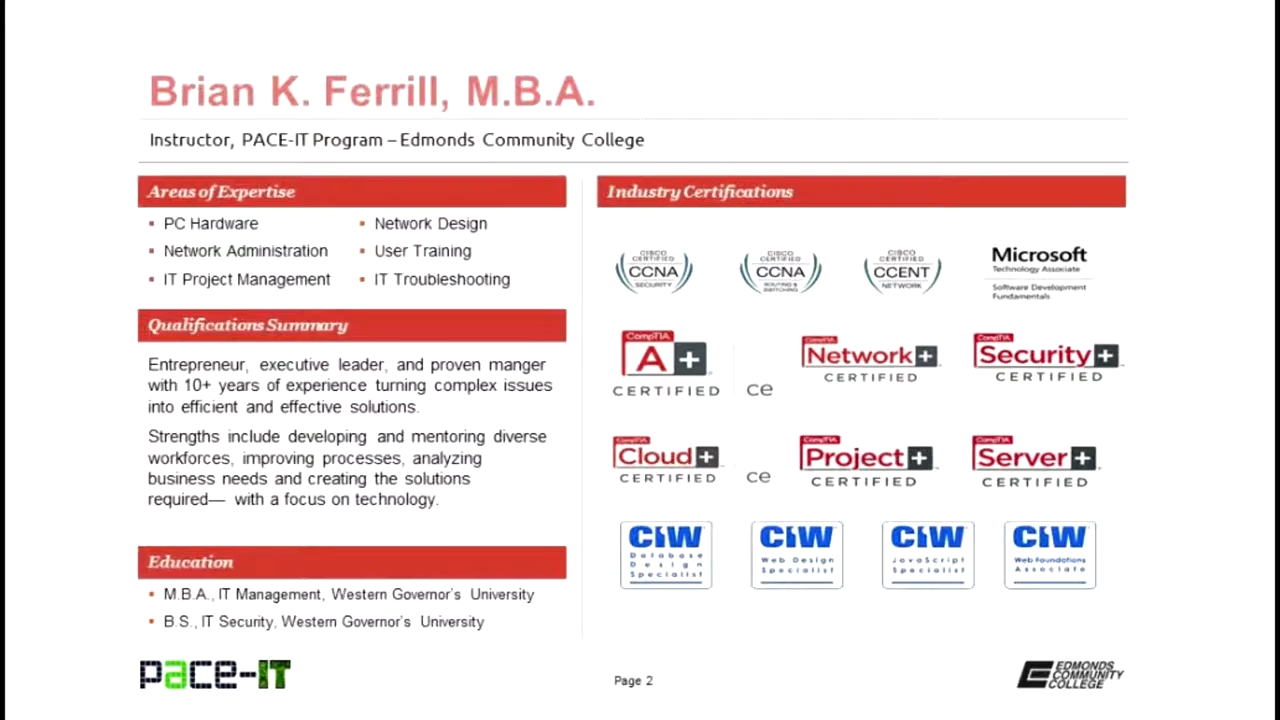 Brian K. Ferrill, M.B.A.
Instructor, PACE-IT Program – Edmonds Community College
Areas of Expertise
▪ PC Hardware
▪ Network Administration
▪ IT Project Management
▪ Network Design
▪ User Training
▪ IT Troubleshooting
Qualifications Summary
Entrepreneur, executive leader, and proven manger
with 10+ years of experience turning complex issues
into efficient and effective solutions.
Strengths include developing and mentoring diverse
workforces, improving processes, analyzing
business needs and creating the solutions
required— with a focus on technology.
Education
▪ M.B.A., IT Management, Western Governor's University
▪ B.S., IT Security, Western Governor's University
Industry Certifications
CISCO
CERTIFIED
CCNA
SECURITY
CISCO
CERTIFIED
CCNA
ROUTING &
SWITCHING
CISCO
CERTIFIED
CCENT
NETWORK
Microsoft
Technology Associate
Software Development
Fundamentals
CompTIA
A+
CERTIFIED
ce
CompTIA
Network+
CERTIFIED
CompTIA
Security+
CERTIFIED
CompTIA
Cloud+
CERTIFIED
ce
CompTIA
Project+
CERTIFIED
CompTIA
Server+
CERTIFIED
CIW
Database
Design
Specialist
CIW
Web Design
Specialist
CIW
JavaScript
Specialist
CIW
Web Foundations
Associate
pace-IT
Page 2
EDMONDS
COMMUNITY
COLLEGE